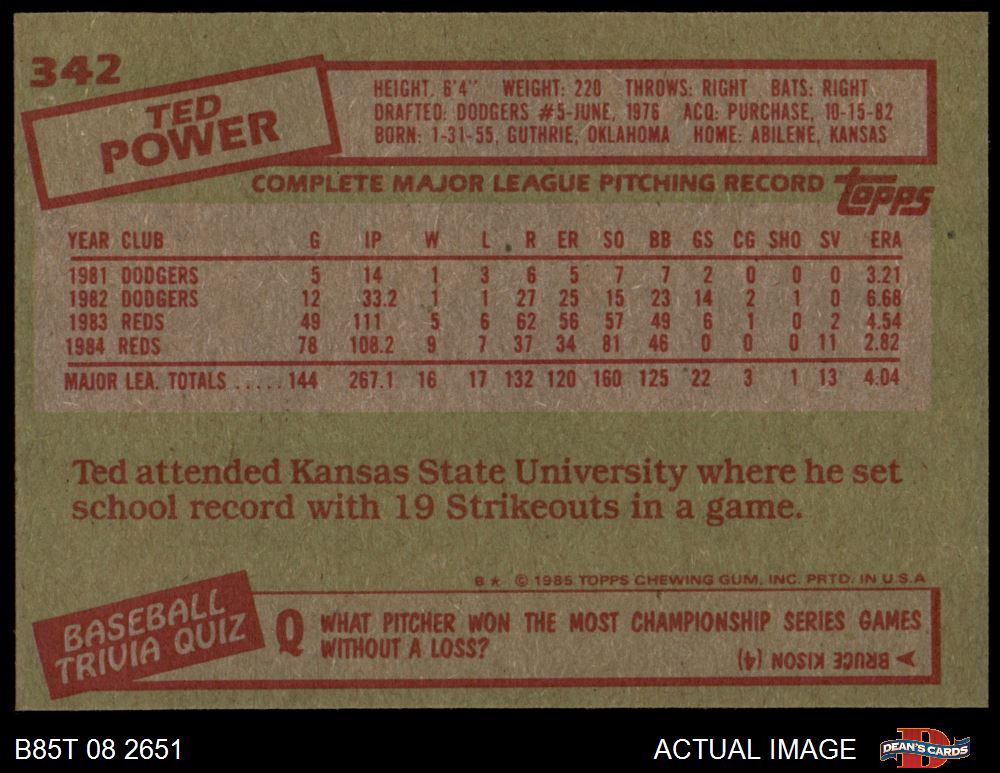 342
TED
POWER
HEIGHT. 6'4" WEIGHT: 220 THROWS: RIGHT BATS: RIGHT
DRAFTED: DODGERS #5-JUNE, 1976 ACQ: PURCHASE, 10-15-82
BORN: 1-31-55, GUTHRIE, OKLAHOMA HOME: ABILENE, KANSAS
COMPLETE MAJOR LEAGUE PITCHING RECORD topps
YEAR CLUB G IP W L R ER SO BB GS CG SHO SV ERA
1981 DODGERS 5 14 1 3 6 5 7 7 2 0 0 0 3.21
1982 DODGERS 12 33.2 1 1 27 25 15 23 14 2 1 0 6.68
1983 REDS 49 111 5 6 62 56 57 49 6 1 0 2 4.54
1984 REDS 78 108.2 9 7 37 34 81 46 0 0 0 11 2.82
MAJOR LEA. TOTALS ..... 144 267.1 16 17 132 120 160 125 22 3 1 13 4.04
Ted attended Kansas State University where he set
school record with 19 Strikeouts in a game.
B★ © 1985 TOPPS CHEWING GUM, INC. PRTD. IN U.S.A
BASEBALL
TRIVIA QUIZ
Q WHAT PITCHER WON THE MOST CHAMPIONSHIP SERIES GAMES
WITHOUT A LOSS?
➤ BRUCE KISON (4)
B85T 08 2651 ACTUAL IMAGE DEAN'S CARDS